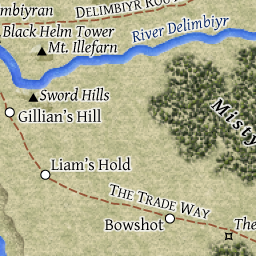 mbiyran
DELIMBIYR ROUT
Black Helm Tower
River Delimbiyr
Mt. Illefarn
Sword Hills
Misty
Gillian's Hill
Liam's Hold
THE TRADE WAY
Bowshot
The